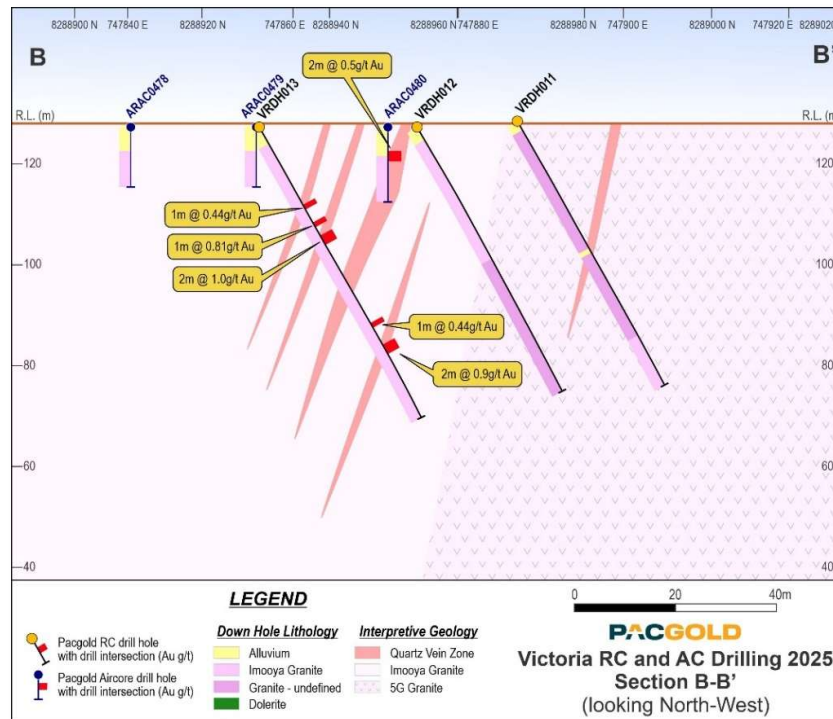 8288900 N 747840 E 8288920 N 747860 E 8288940 N 8288960 N 747880 E 8288980 N 747900 E 8289000 N 747920 E 8289020
B B'
ARAC0478
ARAC0479
VRDH013
ARAC0480
VRDH012
VRDH011
2m @ 0.5g/t Au
R.L. (m) R.L. (m)
120 120
1m @ 0.44g/t Au
1m @ 0.81g/t Au
2m @ 1.0g/t Au
100 100
1m @ 0.44g/t Au
80 80
2m @ 0.9g/t Au
60 60
40 40
LEGEND
Pacgold RC drill hole
with drill intersection (Au g/t)
Pacgold Aircore drill hole
with drill intersection (Au g/t)
Down Hole Lithology
Alluvium
Imooya Granite
Granite - undefined
Dolerite
Interpretive Geology
Quartz Vein Zone
Imooya Granite
5G Granite
0 20 40m
PACGOLD
Victoria RC and AC Drilling 2025
Section B-B'
(looking North-West)